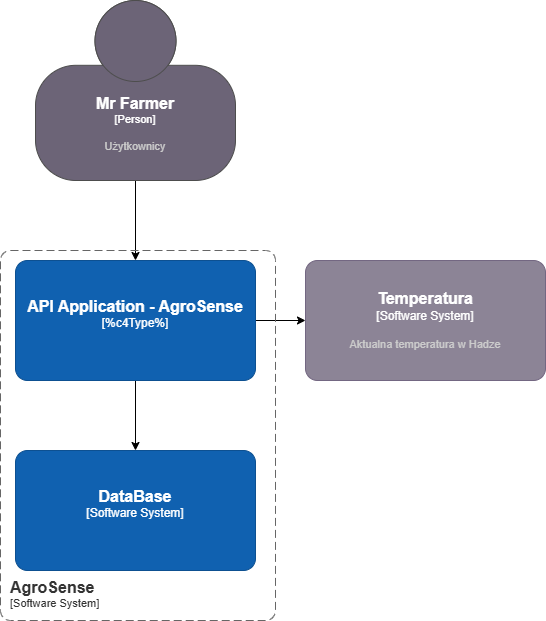 Mr Farmer
[Person]
Użytkownicy
API Application - AgroSense
[%c4Type%]
Temperatura
[Software System]
Aktualna temperatura w Hadze
DataBase
[Software System]
AgroSense
[Software System]